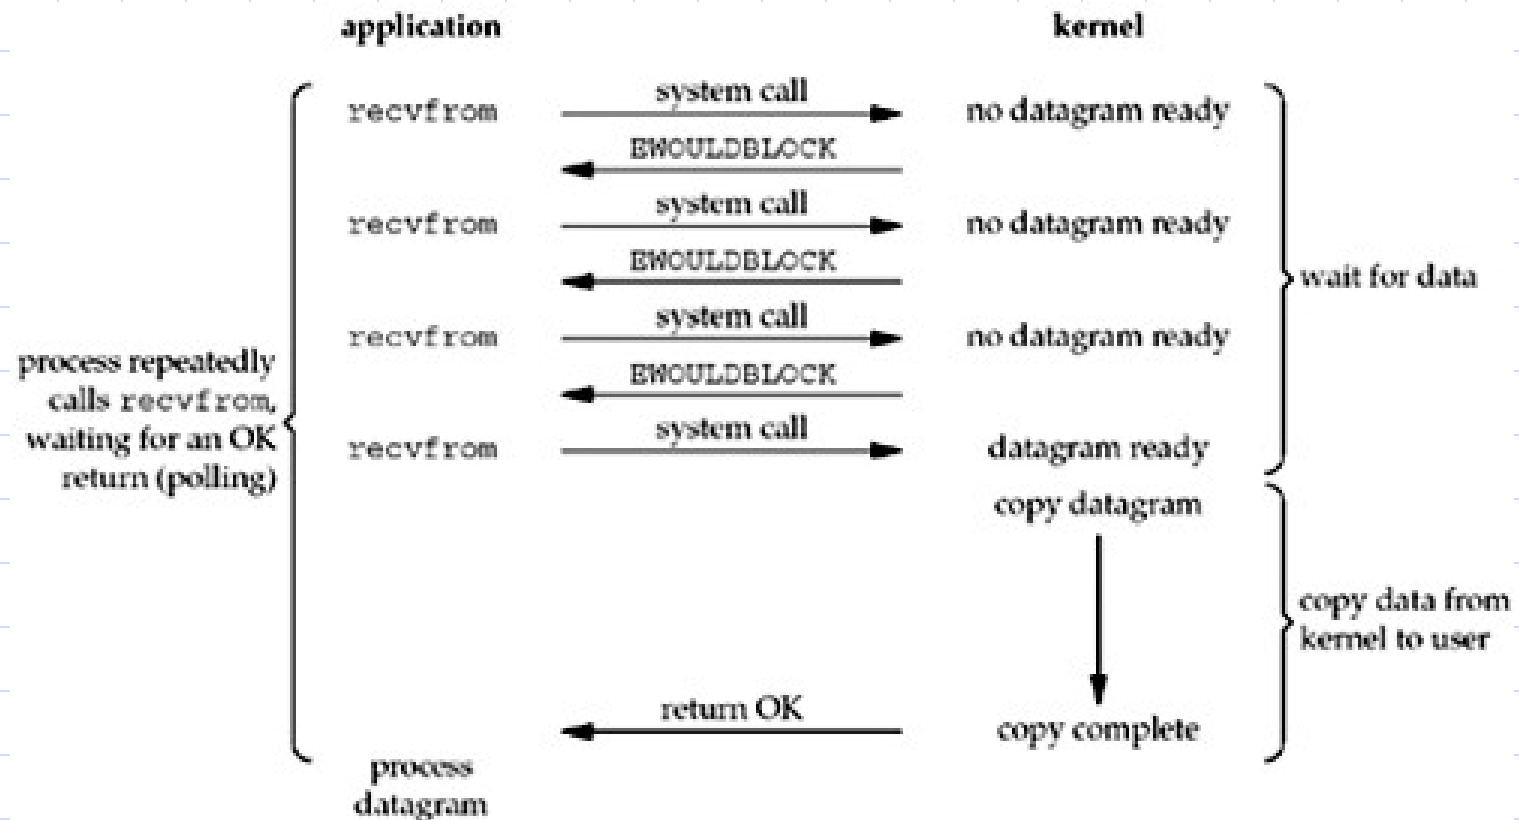 application
kernel
recvfrom
system call
no datagram ready
EWOULDBLOCK
recvfrom
system call
no datagram ready
EWOULDBLOCK
recvfrom
system call
no datagram ready
EWOULDBLOCK
recvfrom
system call
datagram ready
wait for data
process repeatedly
calls recvfrom,
waiting for an OK
return (polling)
copy datagram
copy data from
kernel to user
return OK
copy complete
process
datagram